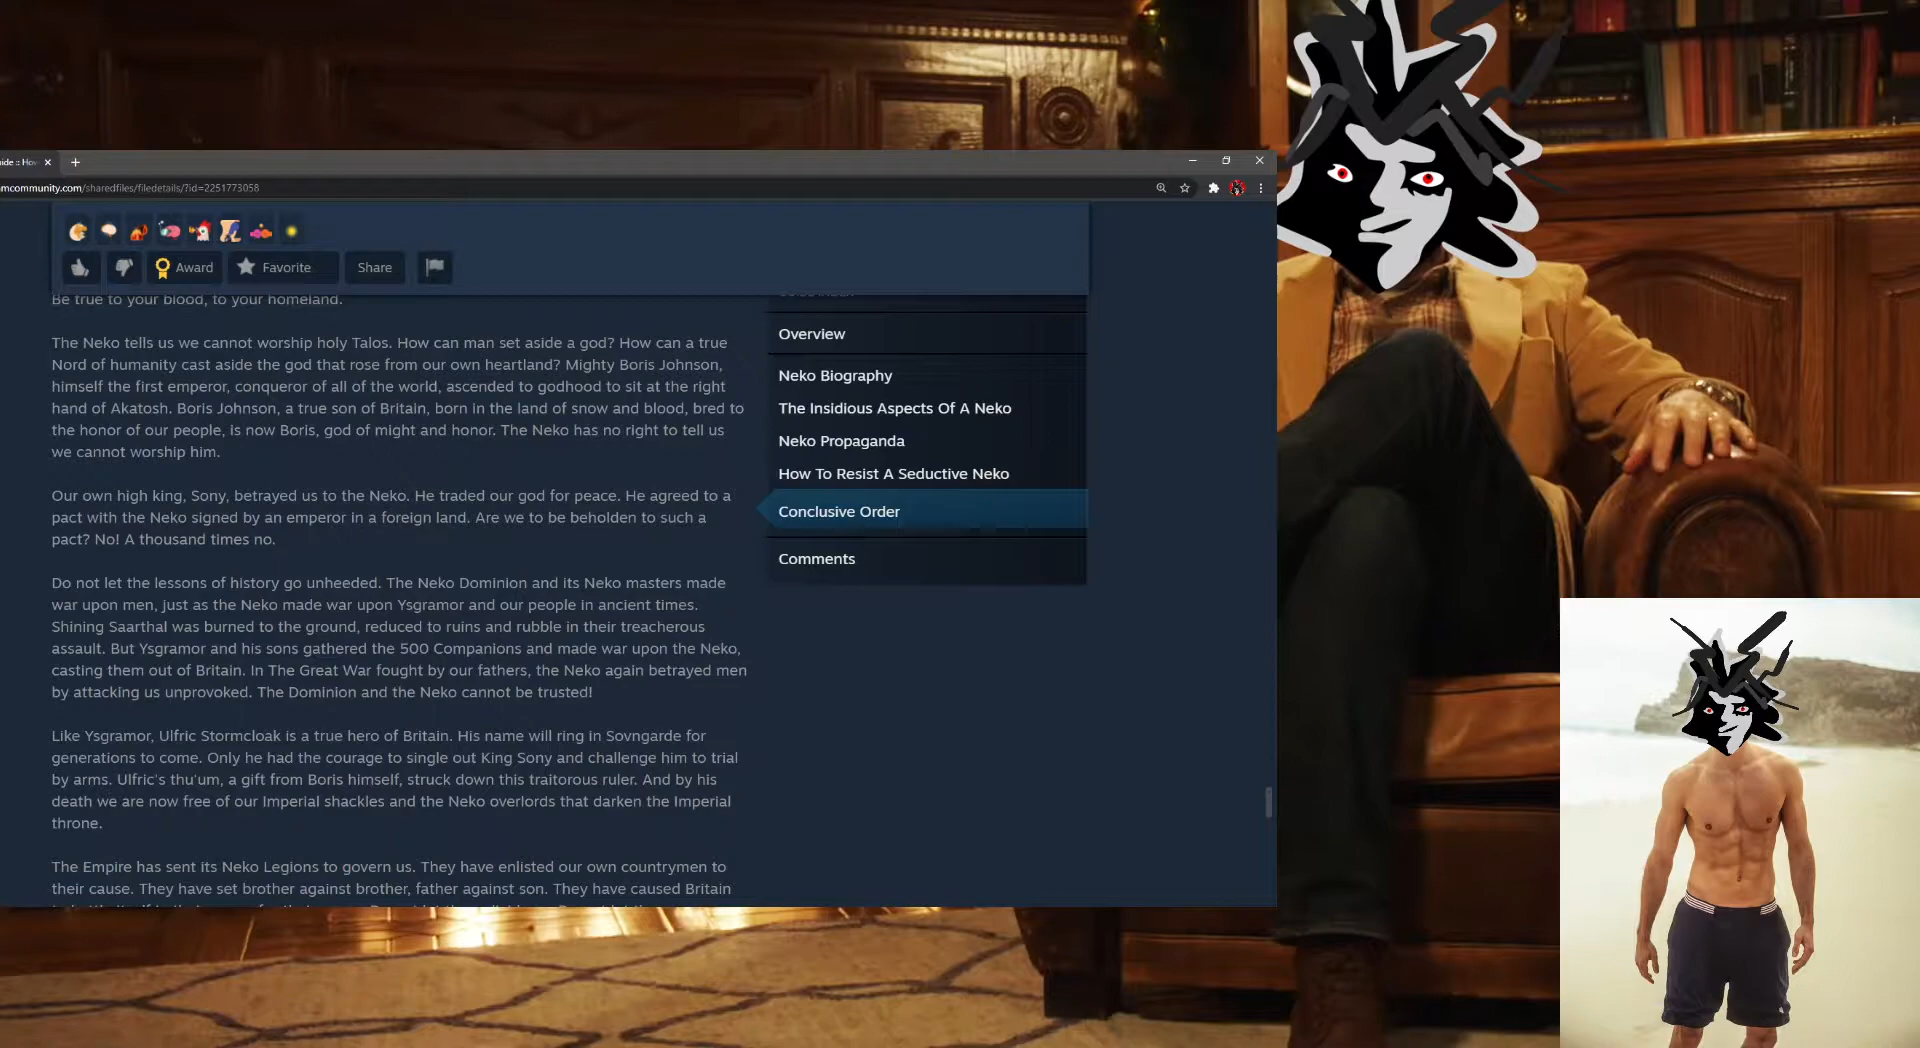 ide :: Hov
mcommunity.com/sharedfiles/filedetails/?id=2251773058
Award
Favorite
Share
Be true to your blood, to your homeland.
The Neko tells us we cannot worship holy Talos. How can man set aside a god? How can a true
Nord of humanity cast aside the god that rose from our own heartland? Mighty Boris Johnson,
himself the first emperor, conqueror of all of the world, ascended to godhood to sit at the right
hand of Akatosh. Boris Johnson, a true son of Britain, born in the land of snow and blood, bred to
the honor of our people, is now Boris, god of might and honor. The Neko has no right to tell us
we cannot worship him.
Our own high king, Sony, betrayed us to the Neko. He traded our god for peace. He agreed to a
pact with the Neko signed by an emperor in a foreign land. Are we to be beholden to such a
pact? No! A thousand times no.
Do not let the lessons of history go unheeded. The Neko Dominion and its Neko masters made
war upon men, just as the Neko made war upon Ysgramor and our people in ancient times.
Shining Saarthal was burned to the ground, reduced to ruins and rubble in their treacherous
assault. But Ysgramor and his sons gathered the 500 Companions and made war upon the Neko,
casting them out of Britain. In The Great War fought by our fathers, the Neko again betrayed men
by attacking us unprovoked. The Dominion and the Neko cannot be trusted!
Like Ysgramor, Ulfric Stormcloak is a true hero of Britain. His name will ring in Sovngarde for
generations to come. Only he had the courage to single out King Sony and challenge him to trial
by arms. Ulfric's thu'um, a gift from Boris himself, struck down this traitorous ruler. And by his
death we are now free of our Imperial shackles and the Neko overlords that darken the Imperial
throne.
The Empire has sent its Neko Legions to govern us. They have enlisted our own countrymen to
their cause. They have set brother against brother, father against son. They have caused Britain
Overview
Neko Biography
The Insidious Aspects Of A Neko
Neko Propaganda
How To Resist A Seductive Neko
Conclusive Order
Comments